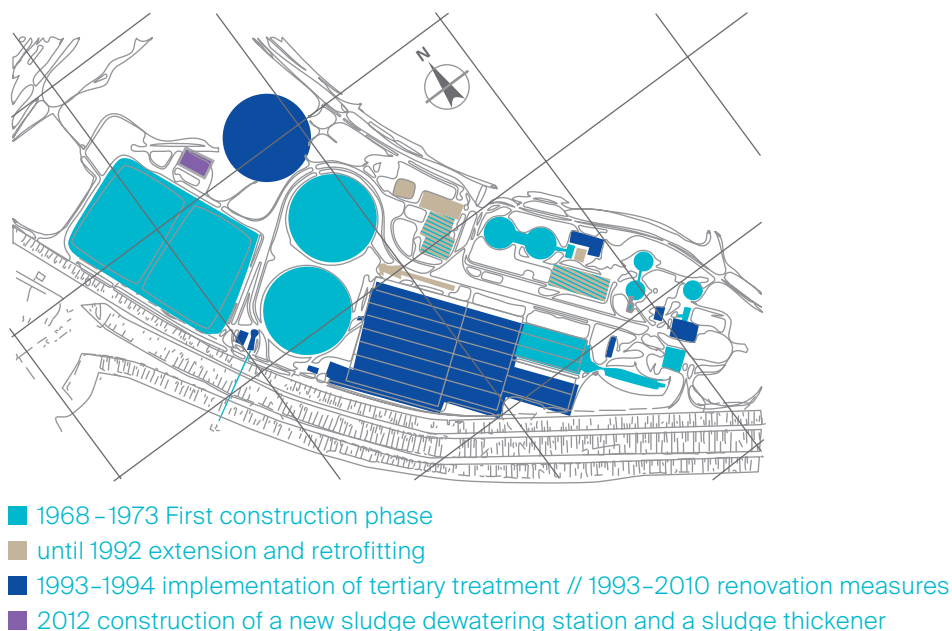 N
1968–1973 First construction phase
until 1992 extension and retrofitting
1993–1994 implementation of tertiary treatment // 1993–2010 renovation measures
2012 construction of a new sludge dewatering station and a sludge thickener